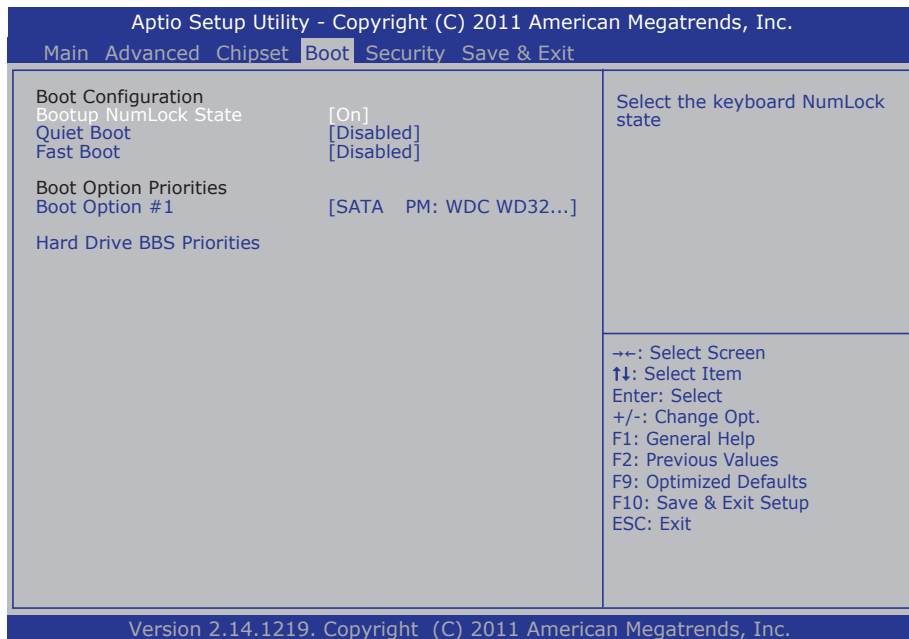 Aptio Setup Utility - Copyright (C) 2011 American Megatrends, Inc.
Main Advanced Chipset Boot Security Save & Exit
Boot Configuration
Bootup NumLock State [On]
Quiet Boot [Disabled]
Fast Boot [Disabled]
Boot Option Priorities
Boot Option #1 [SATA PM: WDC WD32...]
Hard Drive BBS Priorities
Select the keyboard NumLock
state
→←: Select Screen
↑↓: Select Item
Enter: Select
+/-: Change Opt.
F1: General Help
F2: Previous Values
F9: Optimized Defaults
F10: Save & Exit Setup
ESC: Exit
Version 2.14.1219. Copyright (C) 2011 American Megatrends, Inc.